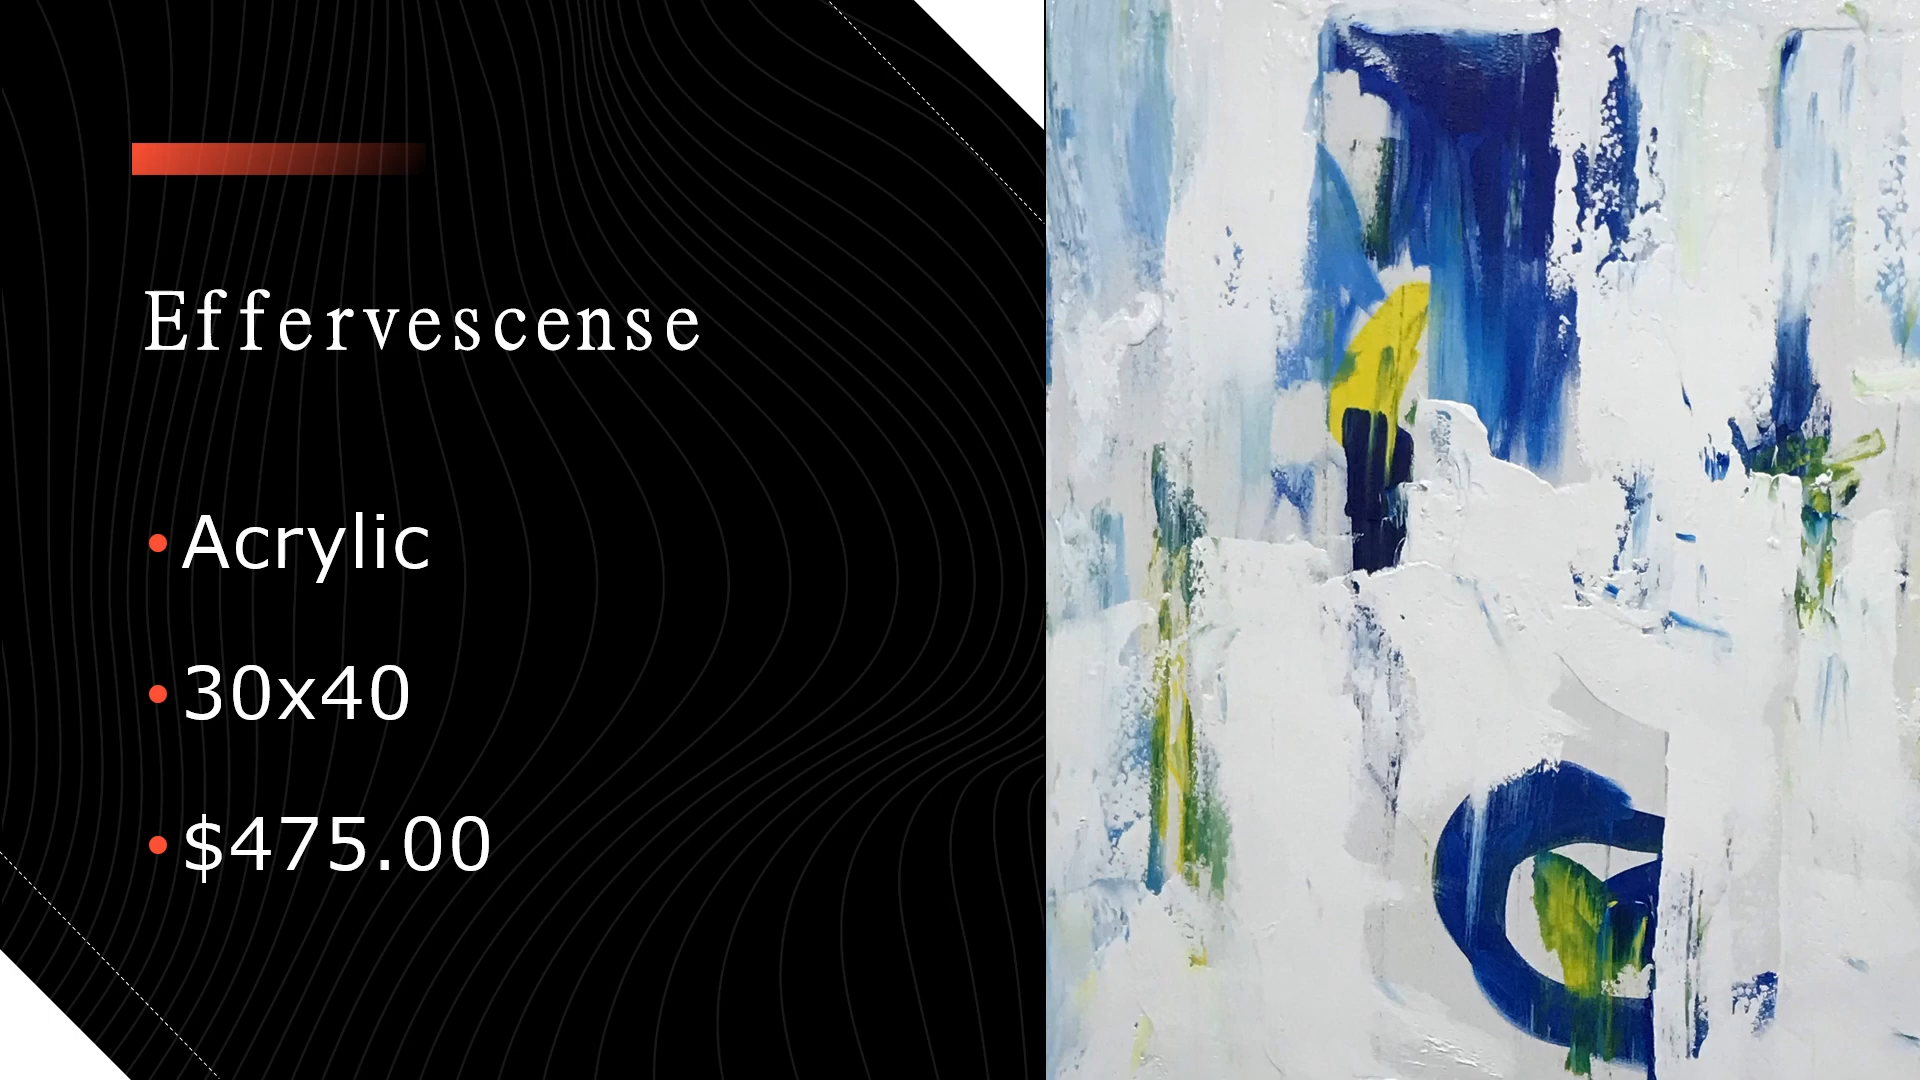 Effervescense
• Acrylic
• 30x40
• $475.00